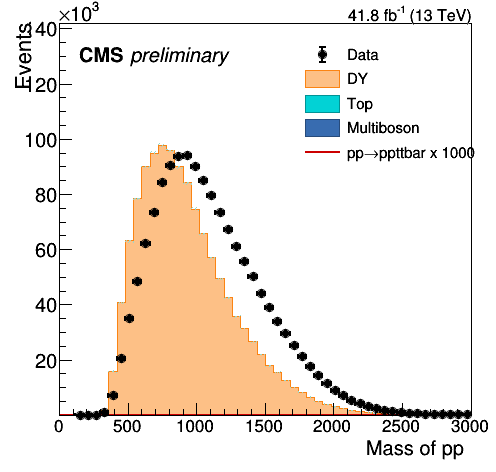 ×10³
41.8 fb⁻¹ (13 TeV)
Events
CMS preliminary
Data
DY
Top
Multiboson
pp→ppttbar x 1000
140
120
100
80
60
40
20
0 500 1000 1500 2000 2500 3000
Mass of pp